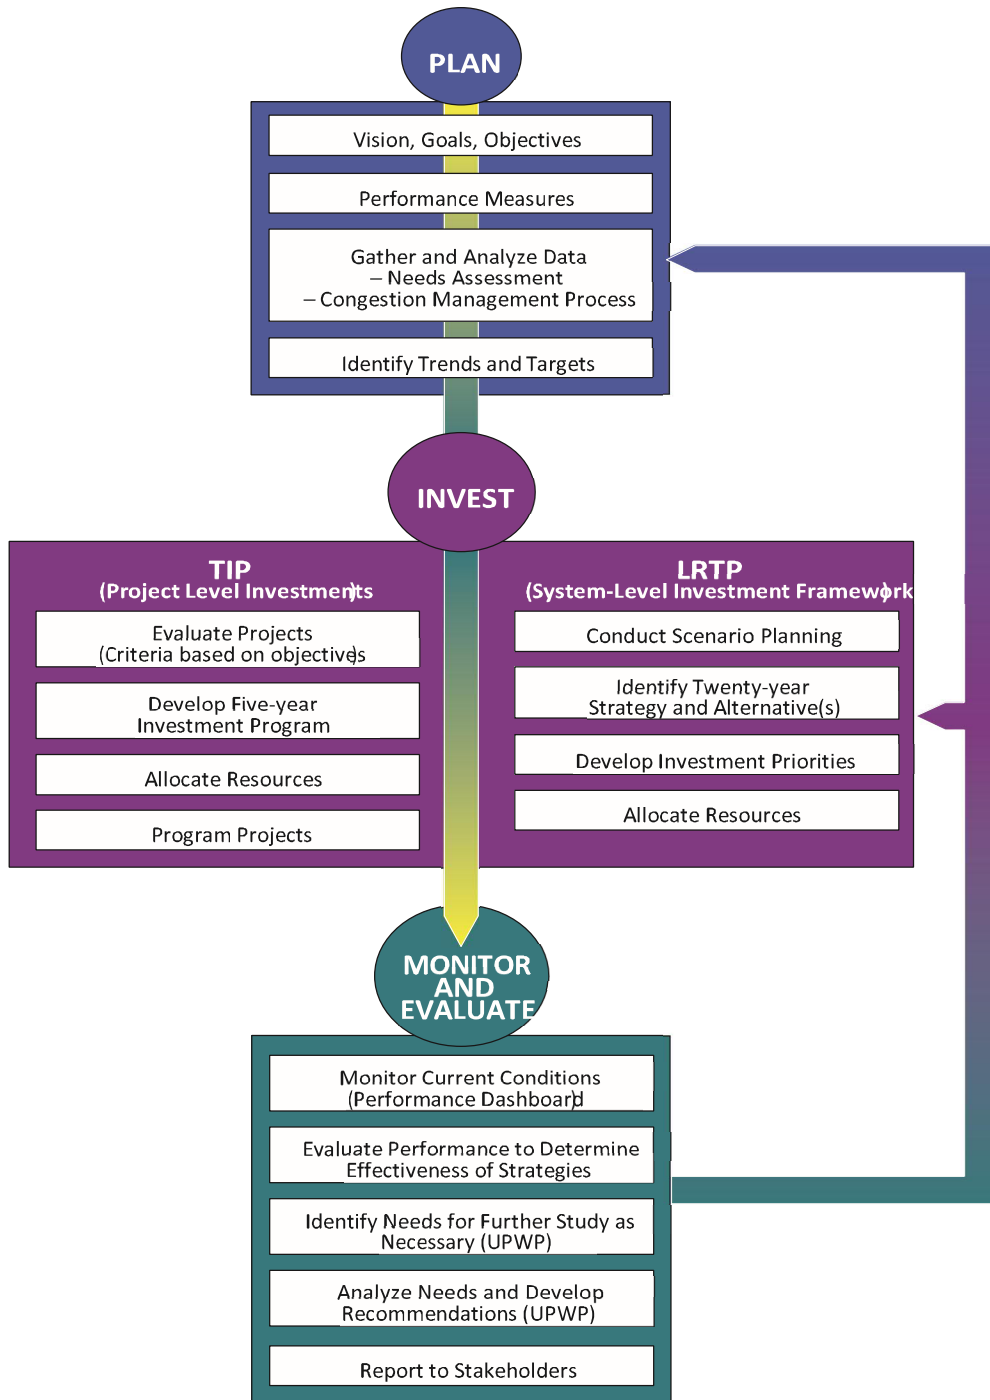 PLAN
Vision, Goals, Objectives
Performance Measures
Gather and Analyze Data
– Needs Assessment
– Congestion Management Process
Identify Trends and Targets
INVEST
TIP
(Project Level Investments)
Evaluate Projects
(Criteria based on objectives)
Develop Five-year
Investment Program
Allocate Resources
Program Projects
LRTP
(System-Level Investment Framework)
Conduct Scenario Planning
Identify Twenty-year
Strategy and Alternative(s)
Develop Investment Priorities
Allocate Resources
MONITOR
AND
EVALUATE
Monitor Current Conditions
(Performance Dashboard)
Evaluate Performance to Determine
Effectiveness of Strategies
Identify Needs for Further Study as
Necessary (UPWP)
Analyze Needs and Develop
Recommendations (UPWP)
Report to Stakeholders